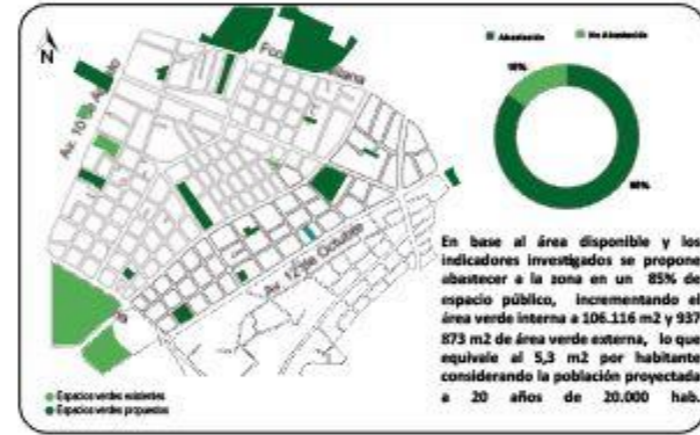 N
Av. 10 de Agosto
Av. 12 de Octubre
Abastecido
No Abastecido
15%
85%
En base al área disponible y los
indicadores investigados se propone
abastecer a la zona en un 85% de
espacio público, incrementando el
área verde interna a 106.116 m2 y 937
873 m2 de área verde externa, lo que
equivale al 5,3 m2 por habitante
considerando la población proyectada
a 20 años de 20.000 hab.
Espacios verdes existentes
Espacios verdes propuestos